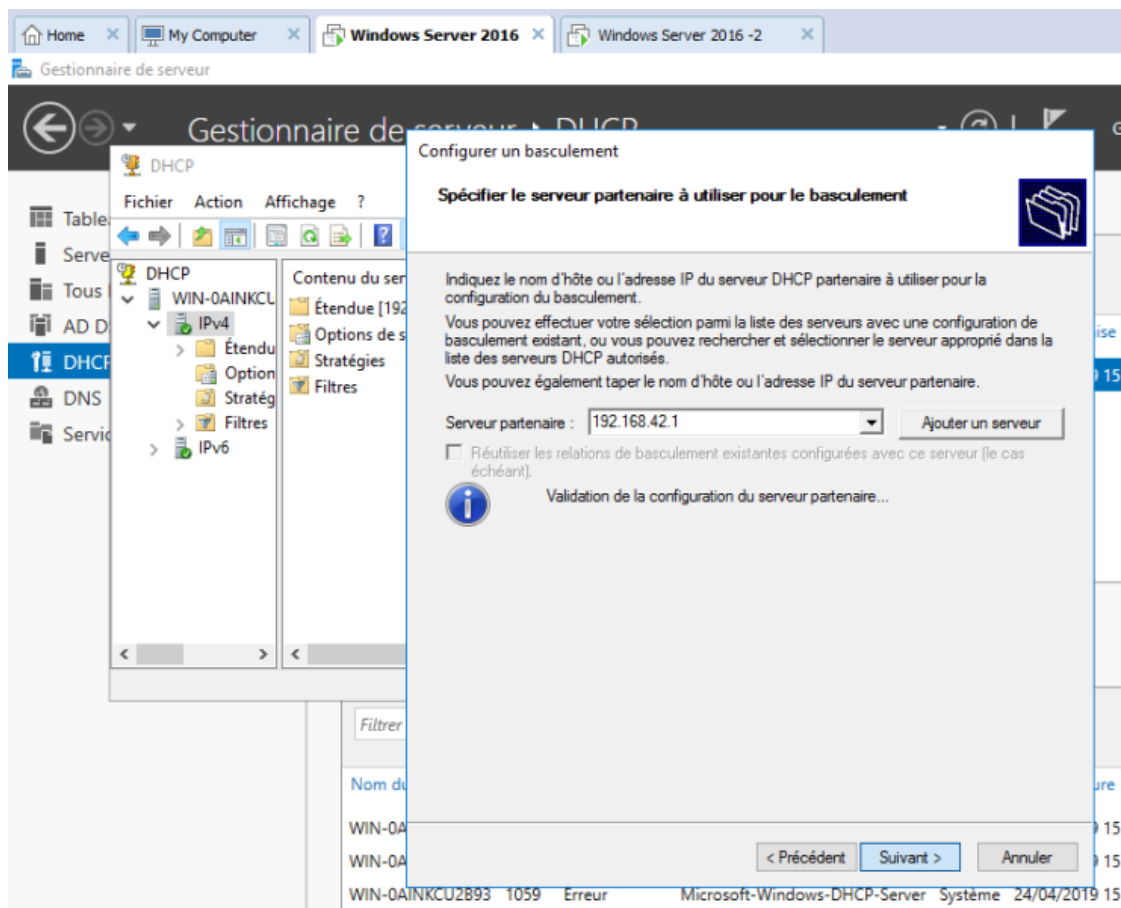 Home
My Computer
Windows Server 2016
Windows Server 2016 -2
Gestionnaire de serveur
Gestionnaire de serveur DHCP
DHCP
Fichier Action Affichage ?
DHCP
WIN-0AINKCU
IPv4
Étendu
Option
Stratég
Filtres
IPv6
Contenu du ser
Étendue [192
Options de s
Stratégies
Filtres
Tous
AD D
DHCP
DNS
Configurer un basculement
Spécifier le serveur partenaire à utiliser pour le basculement
Indiquez le nom d'hôte ou l'adresse IP du serveur DHCP partenaire à utiliser pour la
configuration du basculement.
Vous pouvez effectuer votre sélection parmi la liste des serveurs avec une configuration de
basculement existant, ou vous pouvez rechercher et sélectionner le serveur approprié dans la
liste des serveurs DHCP autorisés.
Vous pouvez également taper le nom d'hôte ou l'adresse IP du serveur partenaire.
Serveur partenaire : 192.168.42.1 Ajouter un serveur
Réutiliser les relations de basculement existantes configurées avec ce serveur (le cas
échéant).
Validation de la configuration du serveur partenaire...
< Précédent Suivant > Annuler
Filtrer
Nom du
WIN-0A
WIN-0A
WIN-0AINKCU2B93 1059 Erreur Microsoft-Windows-DHCP-Server Système 24/04/2019 15